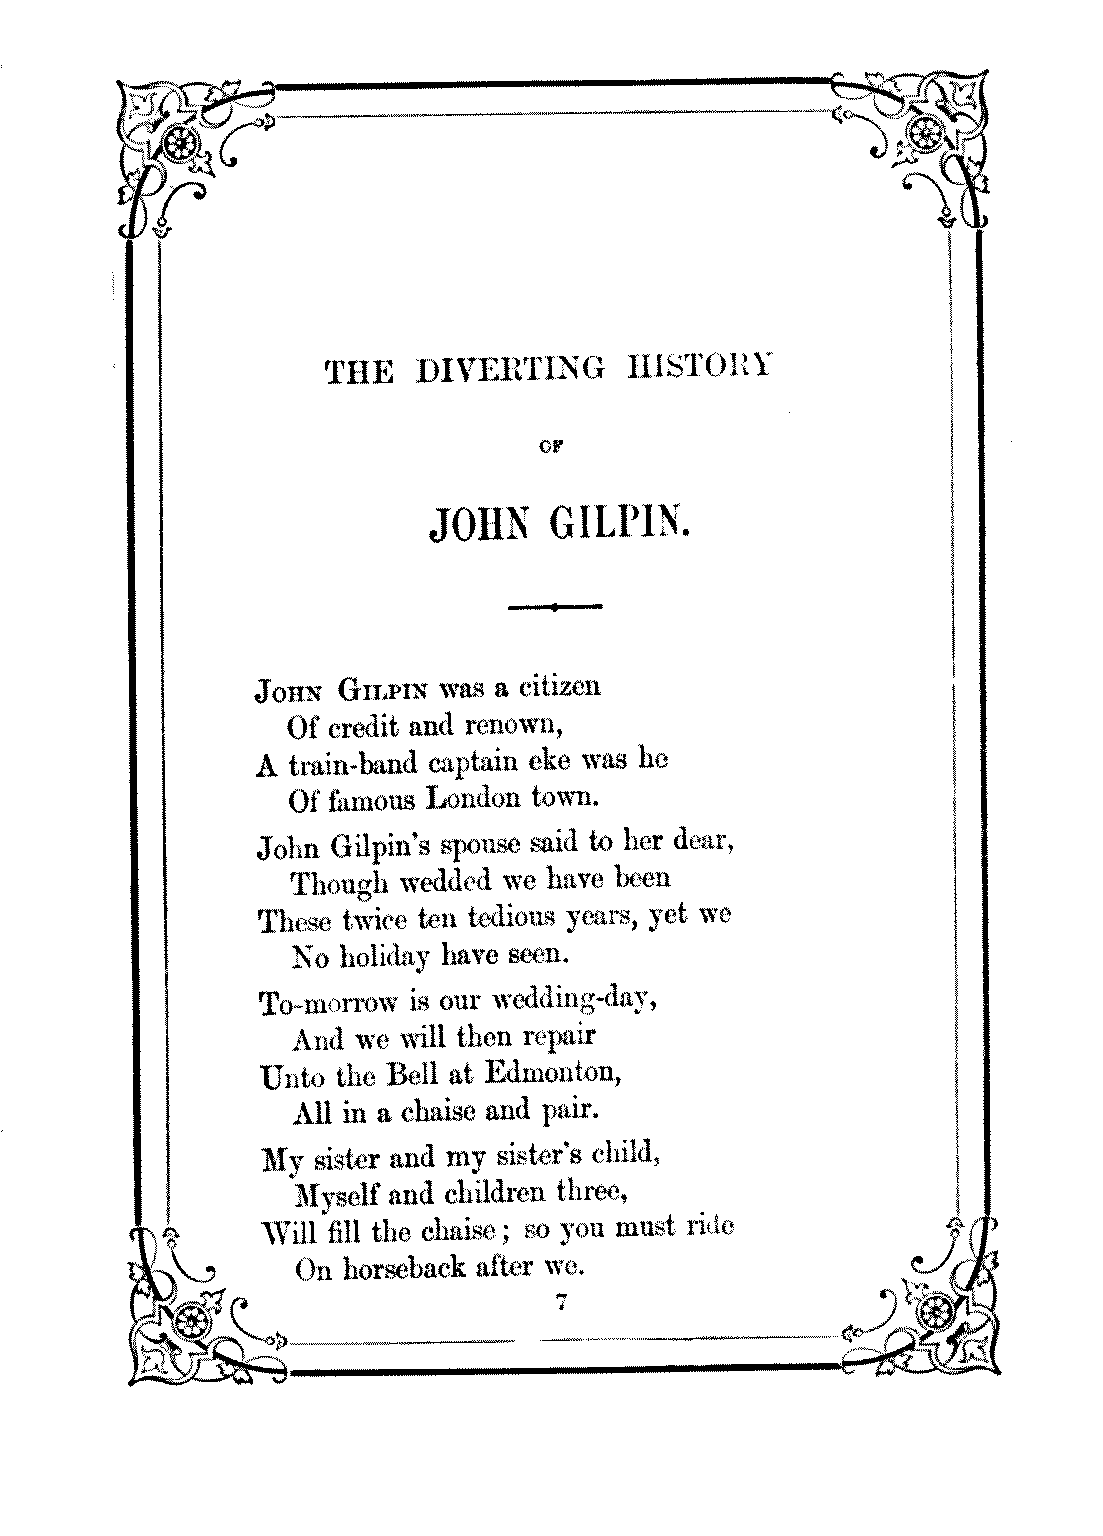 THE DIVERTING HISTORY
OF
JOHN GILPIN.
JOHN GILPIN was a citizen
Of credit and renown,
A train-band captain eke was he
Of famous London town.
John Gilpin's spouse said to her dear,
Though wedded we have been
These twice ten tedious years, yet we
No holiday have seen.
To-morrow is our wedding-day,
And we will then repair
Unto the Bell at Edmonton,
All in a chaise and pair.
My sister and my sister's child,
Myself and children three,
Will fill the chaise; so you must ride
On horseback after we.
7